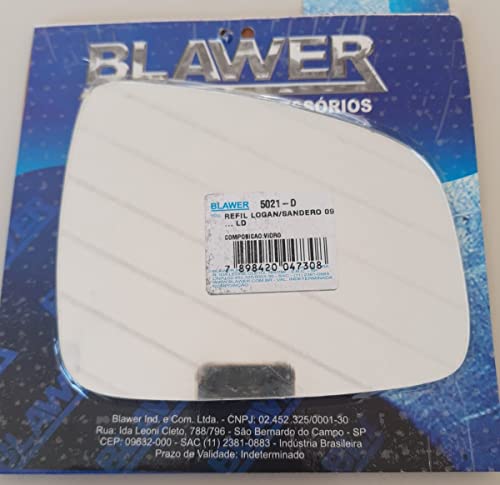 BLAWER
SSÓRIOS
BLAWER 5021-D
REFIL LOGAN/SANDERO 09
... LD
COMPOSICAO:VIDRO
7 898420 047308
Blawer Ind. e Com. Ltda. - CNPJ: 02.452.325/0001-30
Rua: Ida Leoni Cleto, 788/796 - São Bernardo do Campo - SP
CEP: 09632-000 - SAC (11) 2381-0883 - Indústria Brasileira
Prazo de Validade: Indeterminado